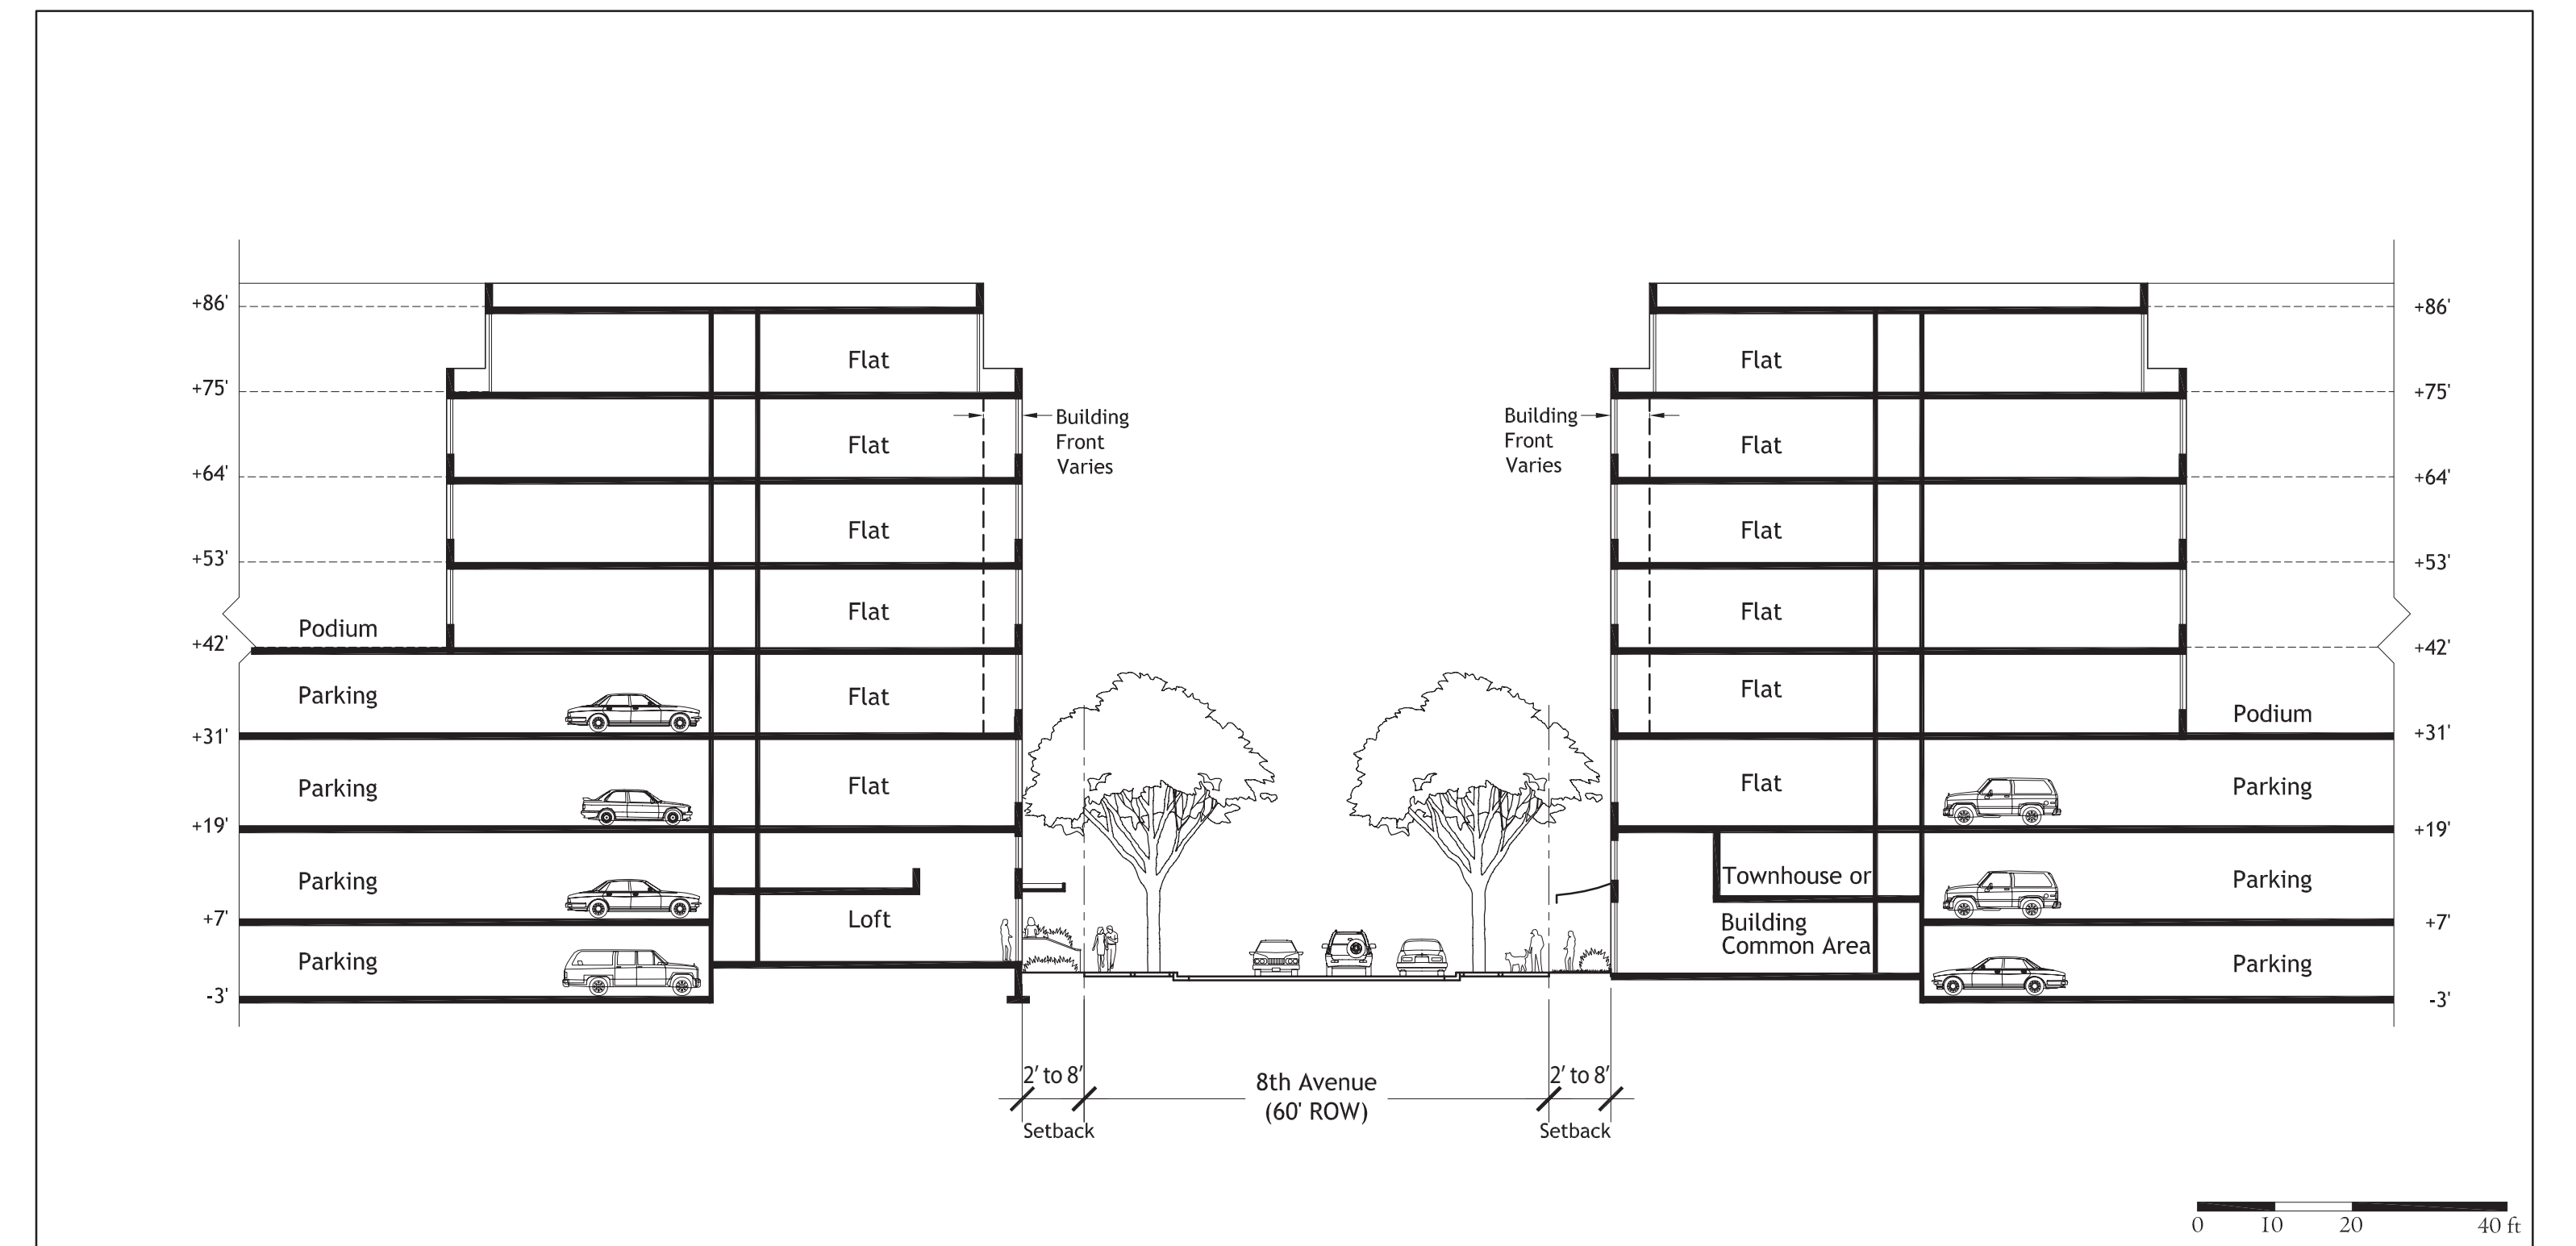 +86'
+86'
Flat
Flat
+75'
+75'
Building
Front
Varies
Building
Front
Varies
Flat
Flat
+64'
+64'
Flat
Flat
+53'
+53'
Flat
Flat
Podium
+42'
+42'
Parking
Flat
Flat
Podium
+31'
+31'
Parking
Flat
Flat
Parking
+19'
+19'
Parking
Townhouse or
Parking
+7'
Loft
Building
Common Area
+7'
Parking
Parking
-3'
-3'
2' to 8'
8th Avenue
(60' ROW)
2' to 8'
Setback
Setback
0 10 20 40 ft